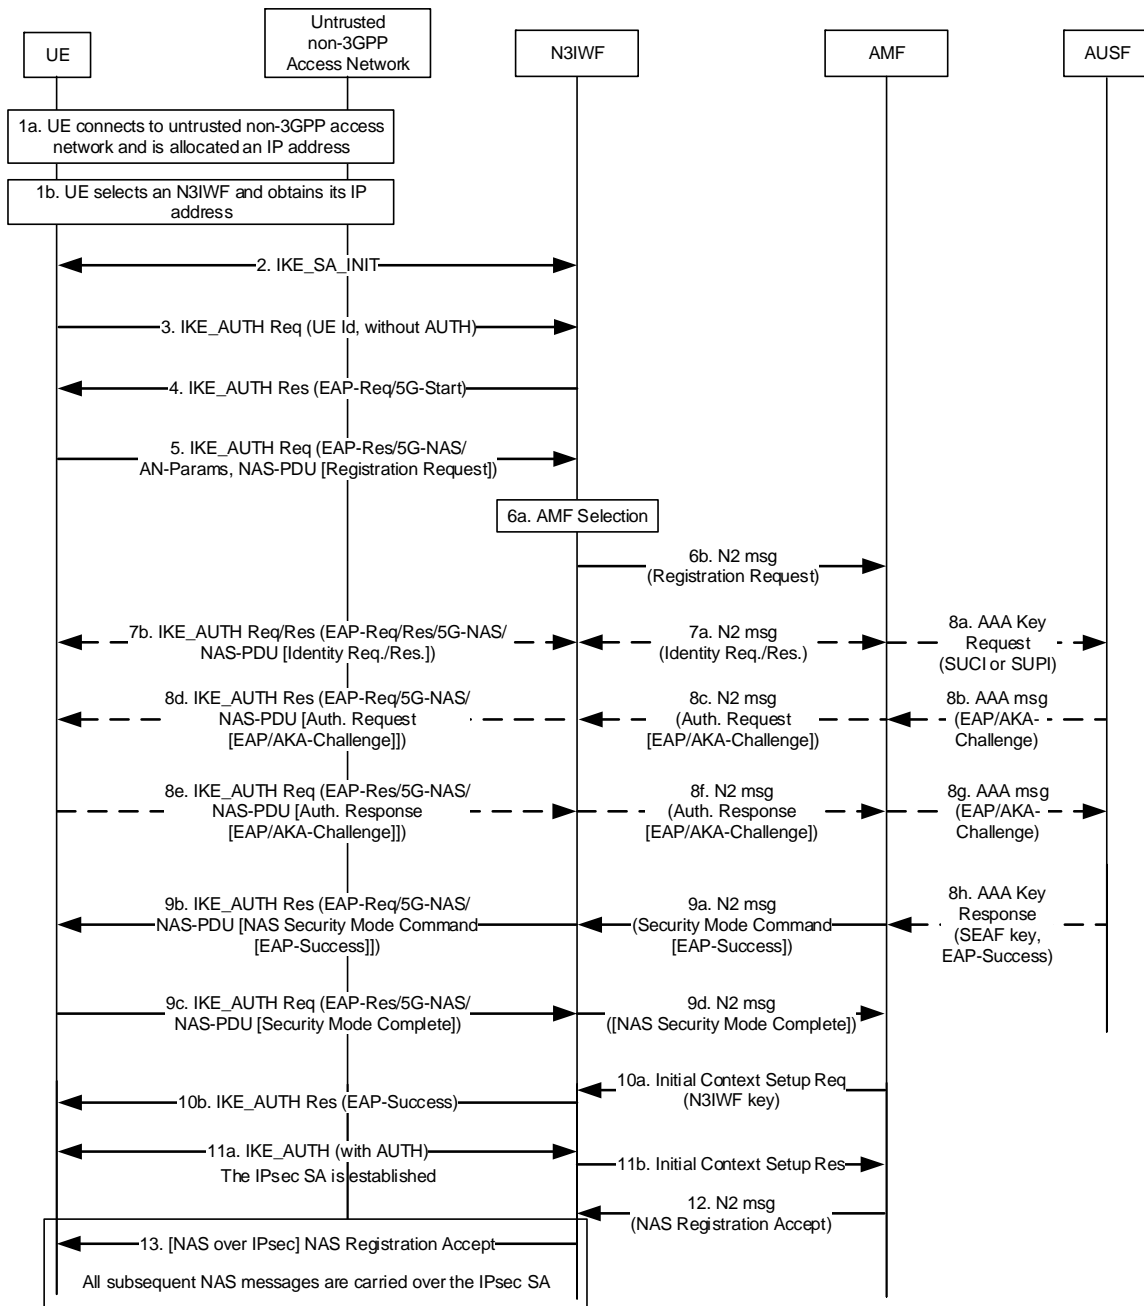 UE
Untrusted
non-3GPP
Access Network
N3IWF
AMF
AUSF
1a. UE connects to untrusted non-3GPP access
network and is allocated an IP address
1b. UE selects an N3IWF and obtains its IP
address
2. IKE_SA_INIT
3. IKE_AUTH Req (UE Id, without AUTH)
4. IKE_AUTH Res (EAP-Req/5G-Start)
5. IKE_AUTH Req (EAP-Res/5G-NAS/
AN-Params, NAS-PDU [Registration Request])
6a. AMF Selection
6b. N2 msg
(Registration Request)
7b. IKE_AUTH Req/Res (EAP-Req/Res/5G-NAS/
NAS-PDU [Identity Req./Res.])
7a. N2 msg
(Identity Req./Res.)
8a. AAA Key
Request
(SUCI or SUPI)
8d. IKE_AUTH Res (EAP-Req/5G-NAS/
NAS-PDU [Auth. Request
[EAP/AKA-Challenge]])
8c. N2 msg
(Auth. Request
[EAP/AKA-Challenge])
8b. AAA msg
(EAP/AKA-
Challenge)
8e. IKE_AUTH Req (EAP-Res/5G-NAS/
NAS-PDU [Auth. Response
[EAP/AKA-Challenge]])
8f. N2 msg
(Auth. Response
[EAP/AKA-Challenge])
8g. AAA msg
(EAP/AKA-
Challenge)
9b. IKE_AUTH Res (EAP-Req/5G-NAS/
NAS-PDU [NAS Security Mode Command
[EAP-Success]])
9a. N2 msg
(Security Mode Command
[EAP-Success])
8h. AAA Key
Response
(SEAF key,
EAP-Success)
9c. IKE_AUTH Req (EAP-Res/5G-NAS/
NAS-PDU [Security Mode Complete])
9d. N2 msg
([NAS Security Mode Complete])
10a. Initial Context Setup Req
(N3IWF key)
10b. IKE_AUTH Res (EAP-Success)
11a. IKE_AUTH (with AUTH)
The IPsec SA is established
11b. Initial Context Setup Res
12. N2 msg
(NAS Registration Accept)
13. [NAS over IPsec] NAS Registration Accept
All subsequent NAS messages are carried over the IPsec SA